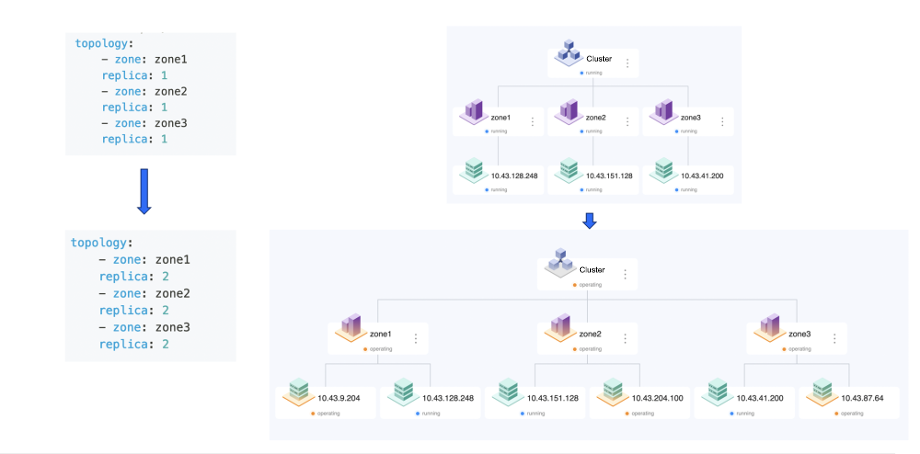 topology:
- zone: zone1
replica: 1
- zone: zone2
replica: 1
- zone: zone3
replica: 1
Cluster
running
zone1
zone2
zone3
running
running
running
10.43.128.248
10.43.151.128
10.43.41.200
running
running
running
topology:
- zone: zone1
replica: 2
- zone: zone2
replica: 2
- zone: zone3
replica: 2
Cluster
operating
zone1
zone2
zone3
operating
operating
operating
10.43.9.204
10.43.128.248
10.43.151.128
10.43.204.100
10.43.41.200
10.43.87.64
operating
running
running
operating
running
operating